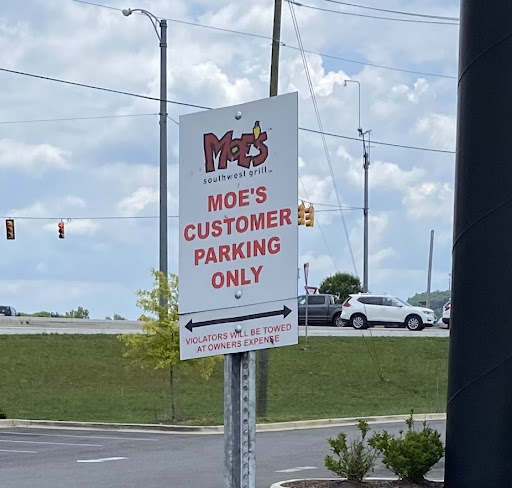 MOE'S
southwest grill
MOE'S
CUSTOMER
PARKING
ONLY
VIOLATORS WILL BE TOWED
AT OWNERS EXPENSE